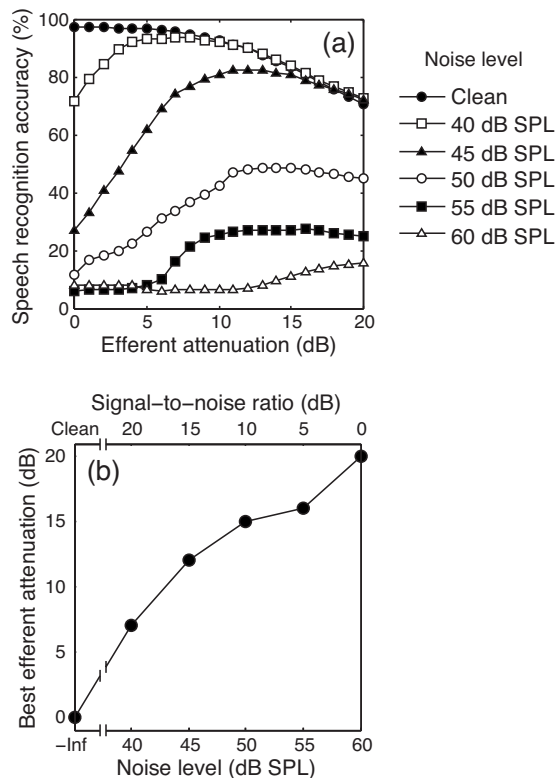 Speech recognition accuracy (%)
100
80
60
40
20
0
(a)
0 5 10 15 20
Efferent attenuation (dB)
Noise level
Clean
40 dB SPL
45 dB SPL
50 dB SPL
55 dB SPL
60 dB SPL
Signal−to−noise ratio (dB)
Clean 20 15 10 5 0
(b)
Best efferent attenuation (dB)
20
15
10
5
0
−Inf 40 45 50 55 60
Noise level (dB SPL)